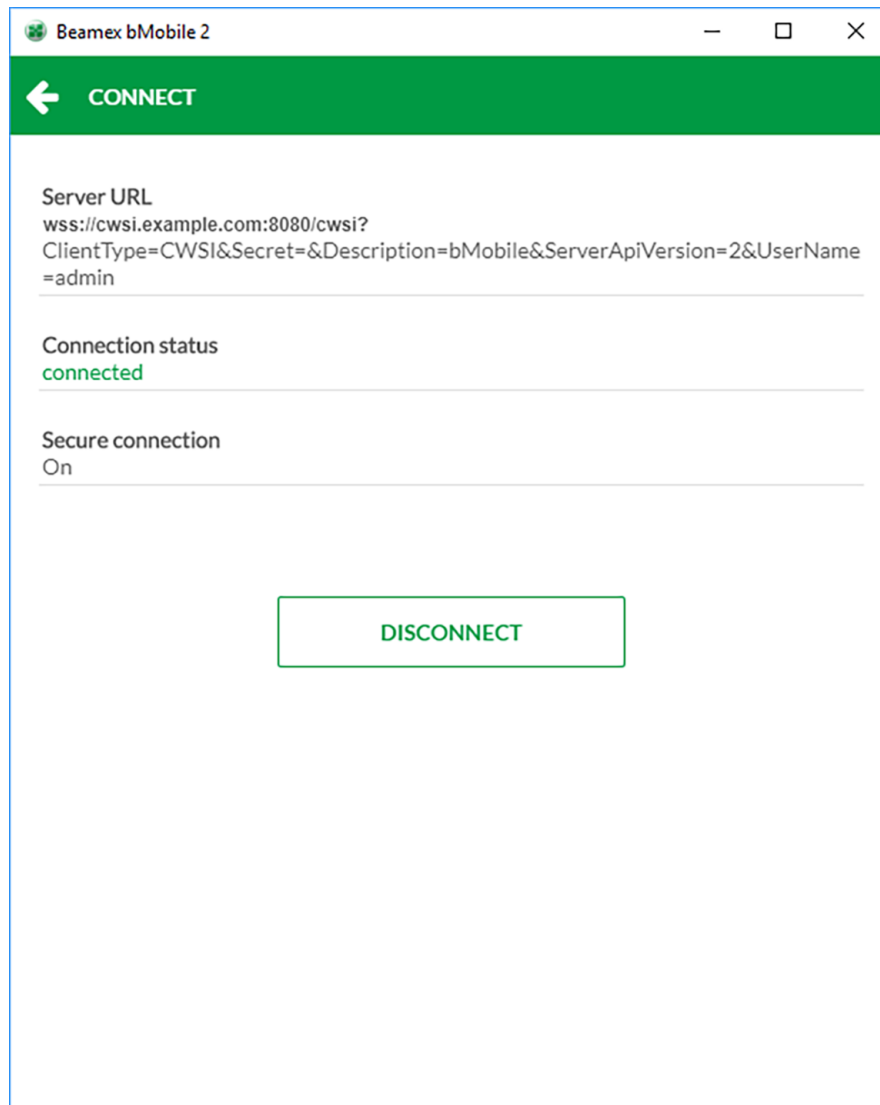 Beamex bMobile 2
CONNECT
Server URL
wss://cwsi.example.com:8080/cwsi?
ClientType=CWSI&Secret=&Description=bMobile&ServerApiVersion=2&UserName
=admin
Connection status
connected
Secure connection
On
DISCONNECT